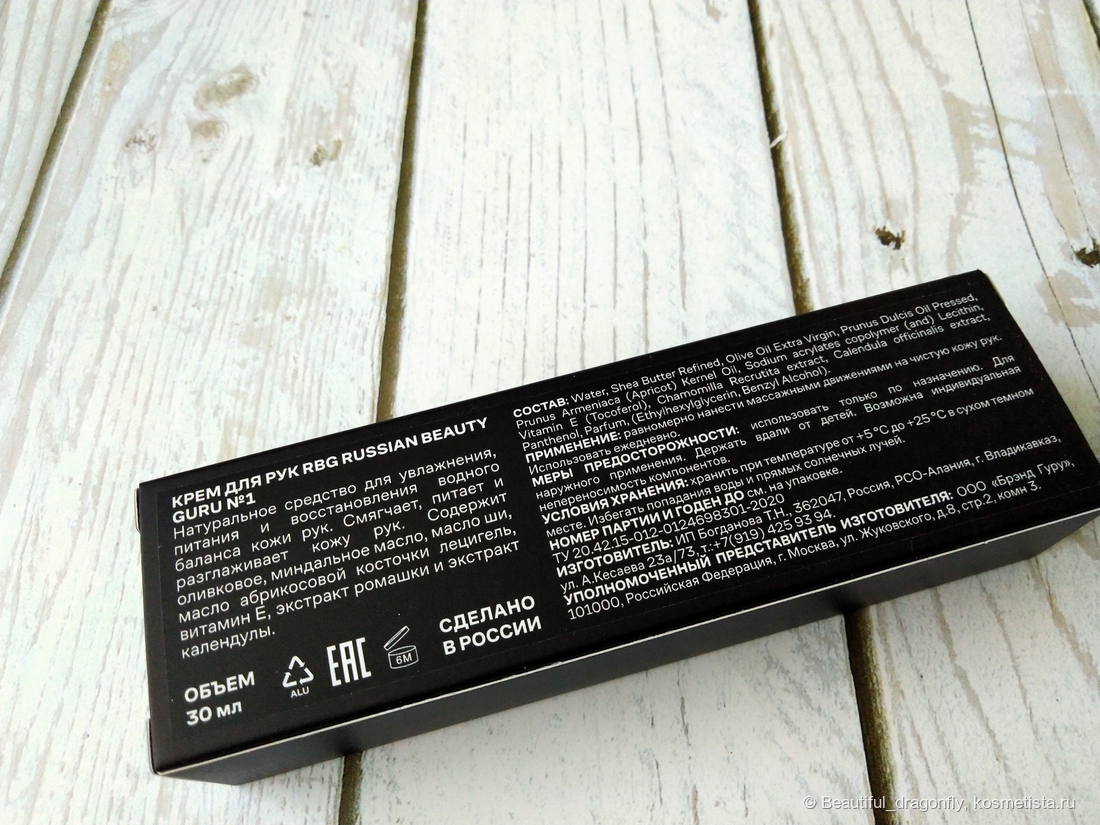 КРЕМ ДЛЯ РУК RBG RUSSIAN BEAUTY
GURU №1
Натуральное средство для увлажнения,
питания и восстановления водного
баланса кожи рук. Смягчает, питает и
разглаживает кожу рук. Содержит
оливковое, миндальное масло, масло ши,
масло абрикосовой косточки лецигель,
витамин Е, экстракт ромашки и экстракт
календулы.
ОБЪЕМ
30 мл
ALU
EAC
6M
СДЕЛАНО
В РОССИИ
СОСТАВ: Water, Shea Butter Refined, Olive Oil Extra Virgin, Prunus Dulcis Oil Pressed,
Prunus Armeniaca (Apricot) Kernel Oil, Sodium acrylates copolymer (and) Lecithin,
Vitamin E (Tocoferol), Chamomilla Recrutita extract, Calendula officinalis extract,
Panthenol, Parfum, (Ethylhexylglycerin, Benzyl Alcohol).
ПРИМЕНЕНИЕ: равномерно нанести массажными движениями на чистую кожу рук.
Использовать ежедневно.
МЕРЫ ПРЕДОСТОРОЖНОСТИ: использовать только по назначению. Для
наружного применения. Держать вдали от детей. Возможна индивидуальная
непереносимость компонентов.
УСЛОВИЯ ХРАНЕНИЯ: хранить при температуре от +5 °С до +25 °С в сухом темном
месте. Избегать попадания воды и прямых солнечных лучей.
НОМЕР ПАРТИИ И ГОДЕН ДО см. на упаковке.
ТУ 20.42.15-012-0124698301-2020
ИЗГОТОВИТЕЛЬ: ИП Богданова Т.Н., 362047, Россия, РСО-Алания, г. Владикавказ,
ул. А.Кесаева 23а/73, т.:+7(919) 425 93 94.
УПОЛНОМОЧЕННЫЙ ПРЕДСТАВИТЕЛЬ ИЗГОТОВИТЕЛЯ: ООО «Брэнд Гуру»,
101000, Российская Федерация, г. Москва, ул. Жуковского, д.8, стр.2, комн 3.
© Beautiful_dragonfly, kosmetista.ru